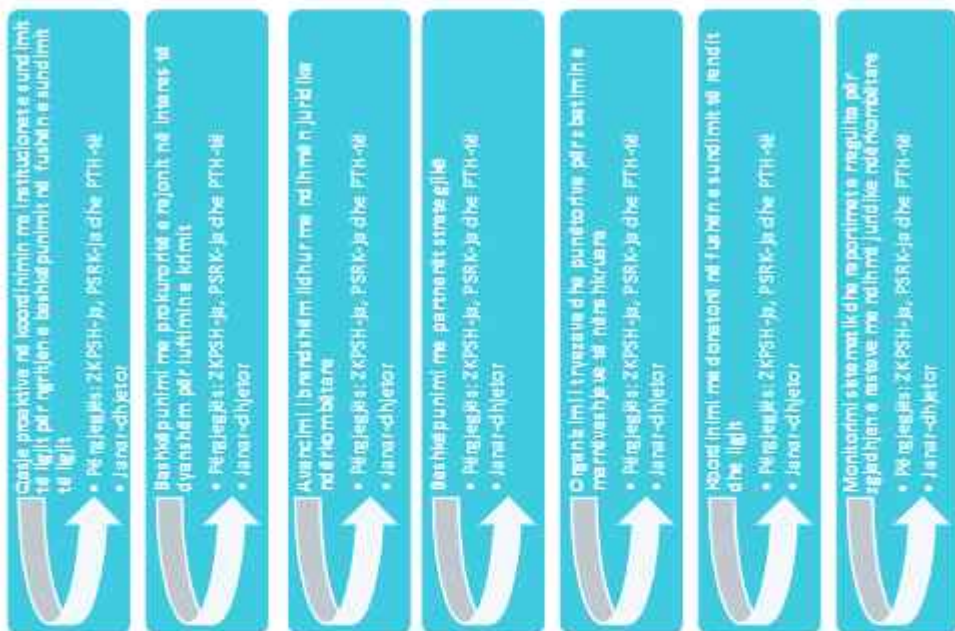 Qasje proaktive në koordinimin me institucionet e sundimit
të ligjit për ngritjen e bashkëpunimit në fushën e sundimit
të ligjit
• Përgjegjës: ZKPSH-ja, PSRK-ja dhe PTH-të
• Janar-dhjetor
Bashkëpunimi me prokuroritë e rajonit në interes të
dyanshëm për luftimin e krimit
• Përgjegjës: ZKPSH-ja, PSRK-ja dhe PTH-të
• Janar-dhjetor
Avancimi i brendshëm lidhur me ndihmën juridike
ndërkombëtare
• Përgjegjës: ZKPSH-ja, PSRK-ja dhe PTH-të
• Janar-dhjetor
Bashkëpunimi me partnerët strategjikë
• Përgjegjës: ZKPSH-ja, PSRK-ja dhe PTH-të
• Janar-dhjetor
Organizimi i tryezave dhe punëtorive për zbatimin e
marrëveshjeve të nënshkruara
• Përgjegjës: ZKPSH-ja, PSRK-ja dhe PTH-të
• Janar-dhjetor
Koordinimi me donatorë në fushën e sundimit të rendit
dhe ligjit
• Përgjegjës: ZKPSH-ja, PSRK-ja dhe PTH-të
• Janar-dhjetor
Monitorimi sistematik dhe raportimet e rregullta për
zgjidhjen e rasteve me ndihmë juridike ndërkombëtare
• Përgjegjës: ZKPSH-ja, PSRK-ja dhe PTH-të
• Janar-dhjetor